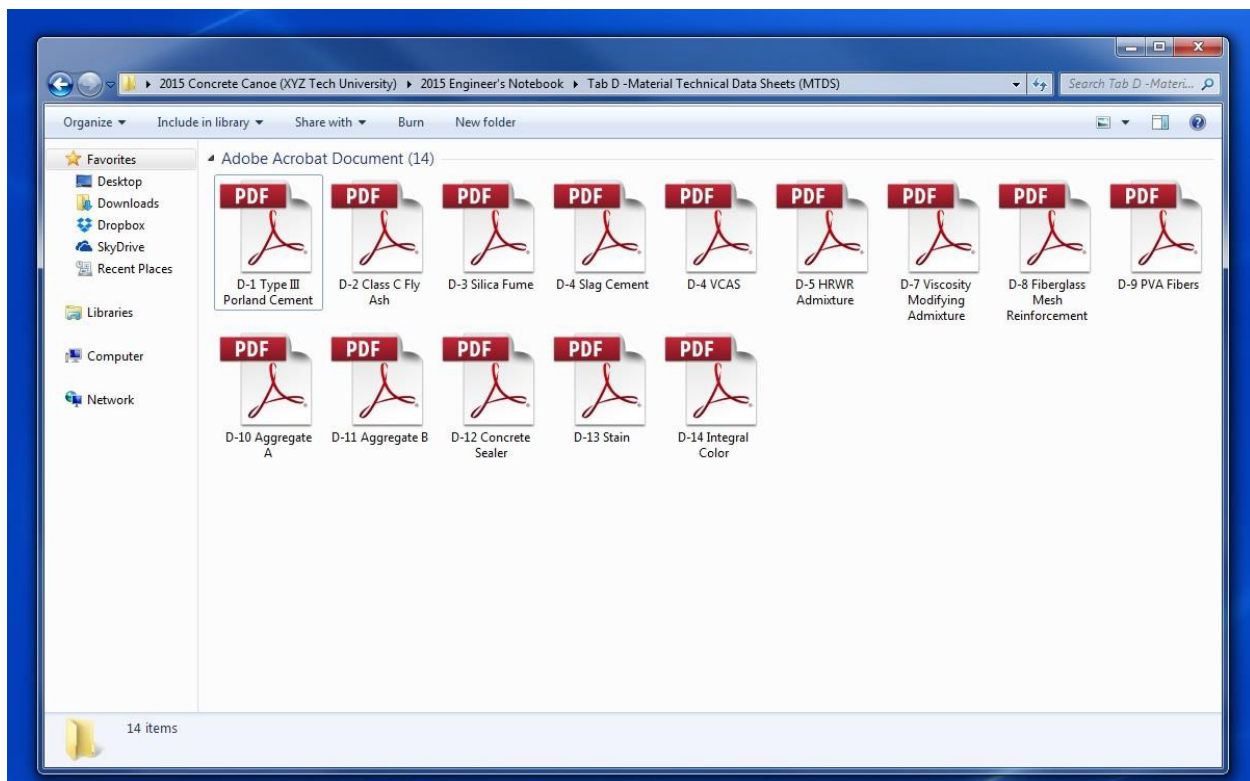 2015 Concrete Canoe (XYZ Tech University) ▸ 2015 Engineer's Notebook ▸ Tab D -Material Technical Data Sheets (MTDS)
Search Tab D -Materi...
Organize Include in library Share with Burn New folder
Favorites
Desktop
Downloads
Dropbox
SkyDrive
Recent Places
Libraries
Computer
Network
Adobe Acrobat Document (14)
PDF PDF PDF PDF PDF PDF PDF PDF PDF
D-1 Type III
Porland Cement
D-2 Class C Fly
Ash
D-3 Silica Fume
D-4 Slag Cement
D-4 VCAS
D-5 HRWR
Admixture
D-7 Viscosity
Modifying
Admixture
D-8 Fiberglass
Mesh
Reinforcement
D-9 PVA Fibers
PDF PDF PDF PDF PDF
D-10 Aggregate
A
D-11 Aggregate B
D-12 Concrete
Sealer
D-13 Stain
D-14 Integral
Color
14 items